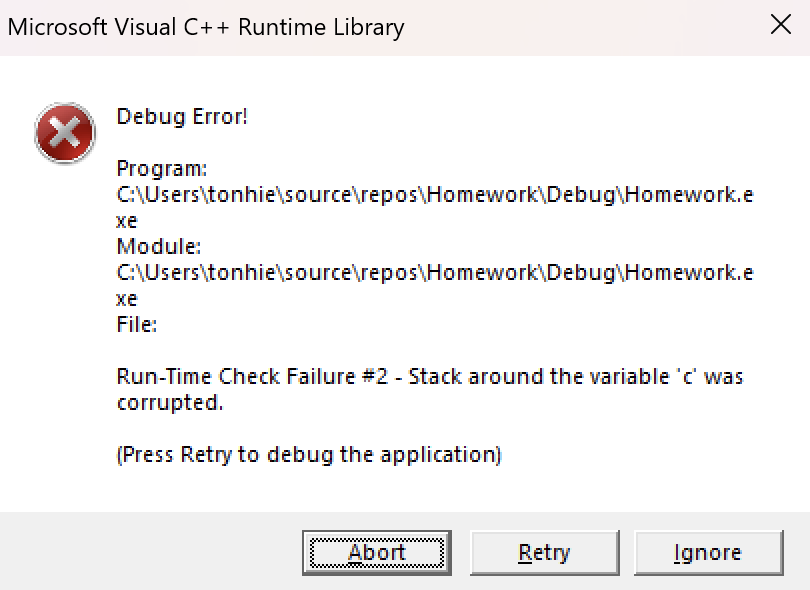 Microsoft Visual C++ Runtime Library
Debug Error!
Program:
C:\Users\tonhie\source\repos\Homework\Debug\Homework.e
xe
Module:
C:\Users\tonhie\source\repos\Homework\Debug\Homework.e
xe
File:
Run-Time Check Failure #2 - Stack around the variable 'c' was
corrupted.
(Press Retry to debug the application)
Abort
Retry
Ignore